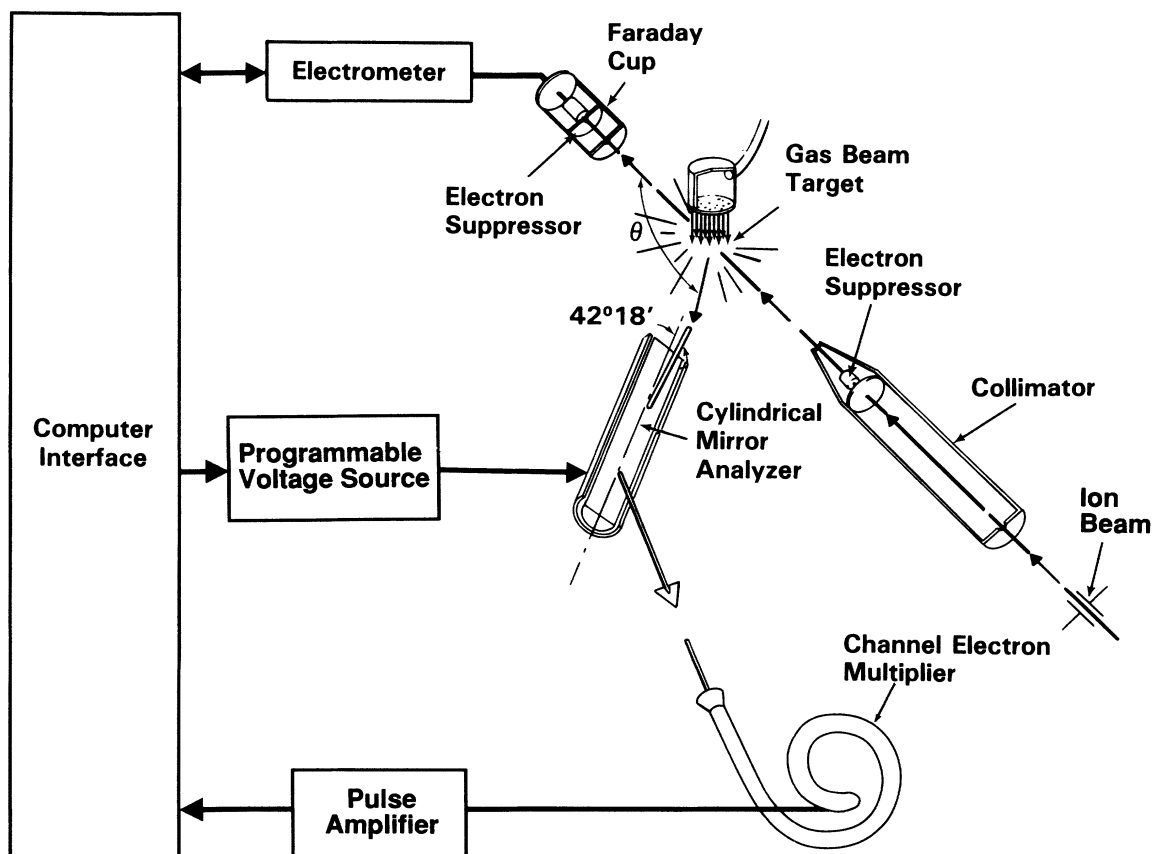 Faraday
Cup
Electrometer
Gas Beam
Target
Electron
Suppressor
θ
Electron
Suppressor
42°18'
Collimator
Computer
Interface
Programmable
Voltage Source
Cylindrical
Mirror
Analyzer
Ion
Beam
Channel Electron
Multiplier
Pulse
Amplifier